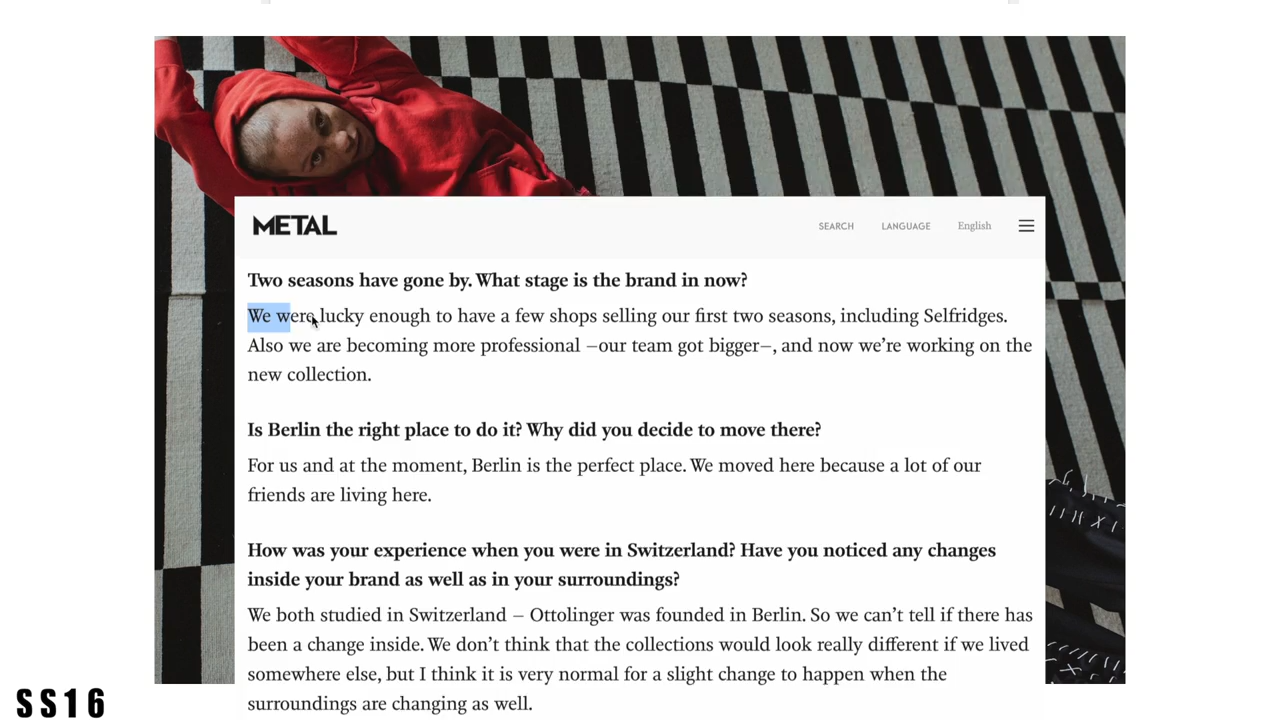 METAL
SEARCH LANGUAGE English
Two seasons have gone by. What stage is the brand in now?
We were lucky enough to have a few shops selling our first two seasons, including Selfridges.
Also we are becoming more professional –our team got bigger–, and now we’re working on the
new collection.
Is Berlin the right place to do it? Why did you decide to move there?
For us and at the moment, Berlin is the perfect place. We moved here because a lot of our
friends are living here.
How was your experience when you were in Switzerland? Have you noticed any changes
inside your brand as well as in your surroundings?
We both studied in Switzerland – Ottolinger was founded in Berlin. So we can’t tell if there has
been a change inside. We don’t think that the collections would look really different if we lived
somewhere else, but I think it is very normal for a slight change to happen when the
surroundings are changing as well.
SS16